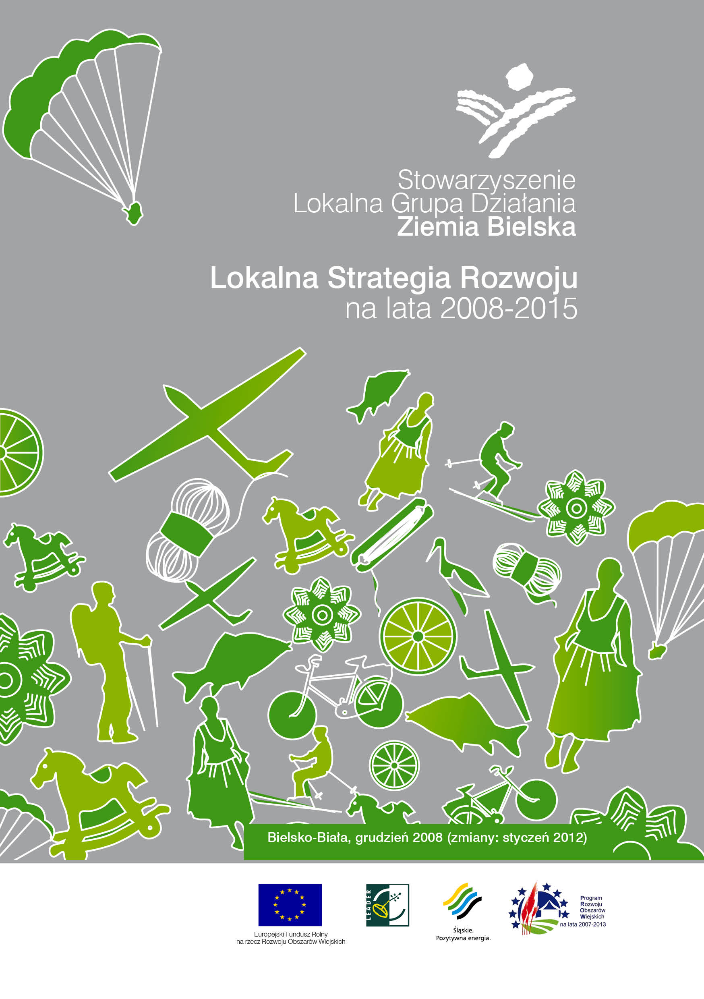 Stowarzyszenie
Lokalna Grupa Działania
Ziemia Bielska
Lokalna Strategia Rozwoju
na lata 2008-2015
Bielsko-Biała, grudzień 2008 (zmiany: styczeń 2012)
Europejski Fundusz Rolny
na rzecz Rozwoju Obszarów Wiejskich
LEADER
Śląskie.
Pozytywna energia.
Program
Rozwoju
Obszarów
Wiejskich
na lata 2007-2013